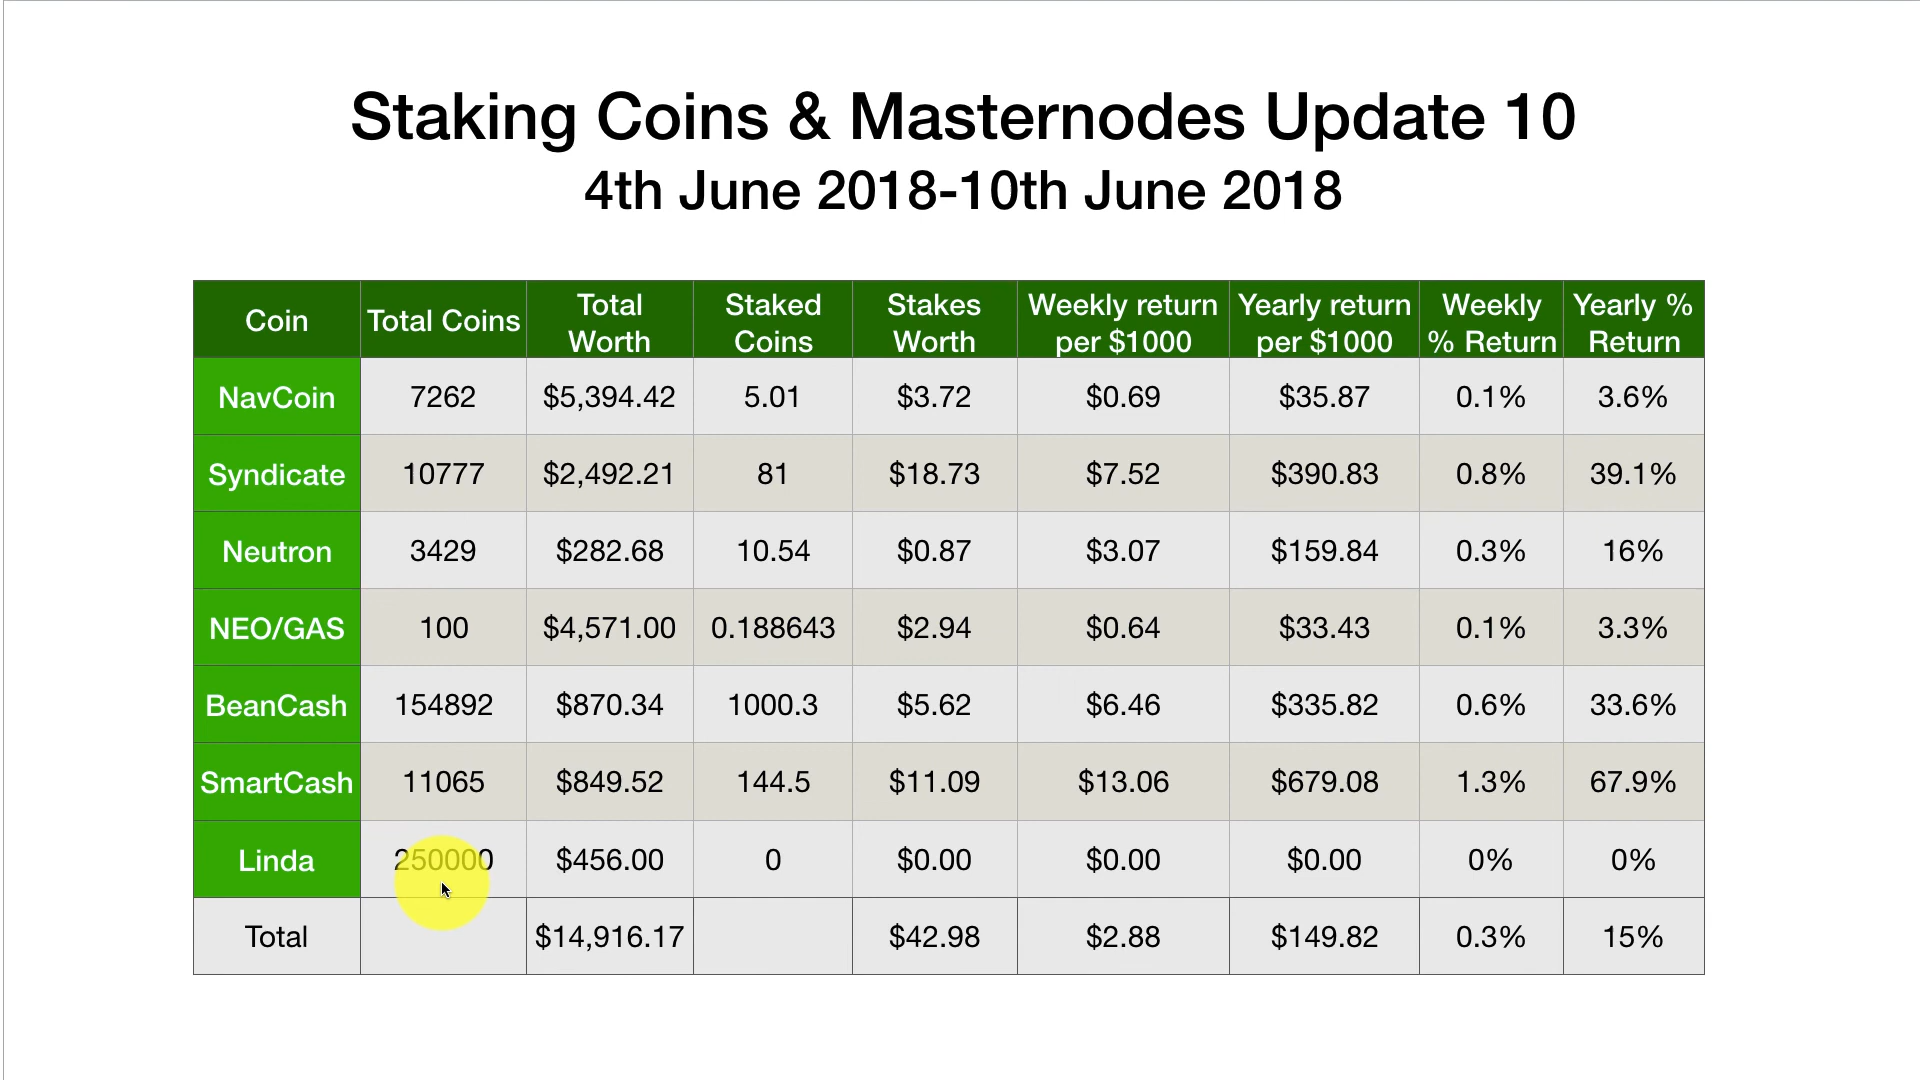 Staking Coins & Masternodes Update 10
4th June 2018-10th June 2018
Coin Total Coins Total Worth Staked Coins Stakes Worth Weekly return per $1000 Yearly return per $1000 Weekly % Return Yearly % Return
NavCoin 7262 $5,394.42 5.01 $3.72 $0.69 $35.87 0.1% 3.6%
Syndicate 10777 $2,492.21 81 $18.73 $7.52 $390.83 0.8% 39.1%
Neutron 3429 $282.68 10.54 $0.87 $3.07 $159.84 0.3% 16%
NEO/GAS 100 $4,571.00 0.188643 $2.94 $0.64 $33.43 0.1% 3.3%
BeanCash 154892 $870.34 1000.3 $5.62 $6.46 $335.82 0.6% 33.6%
SmartCash 11065 $849.52 144.5 $11.09 $13.06 $679.08 1.3% 67.9%
Linda 250000 $456.00 0 $0.00 $0.00 $0.00 0% 0%
Total $14,916.17 $42.98 $2.88 $149.82 0.3% 15%